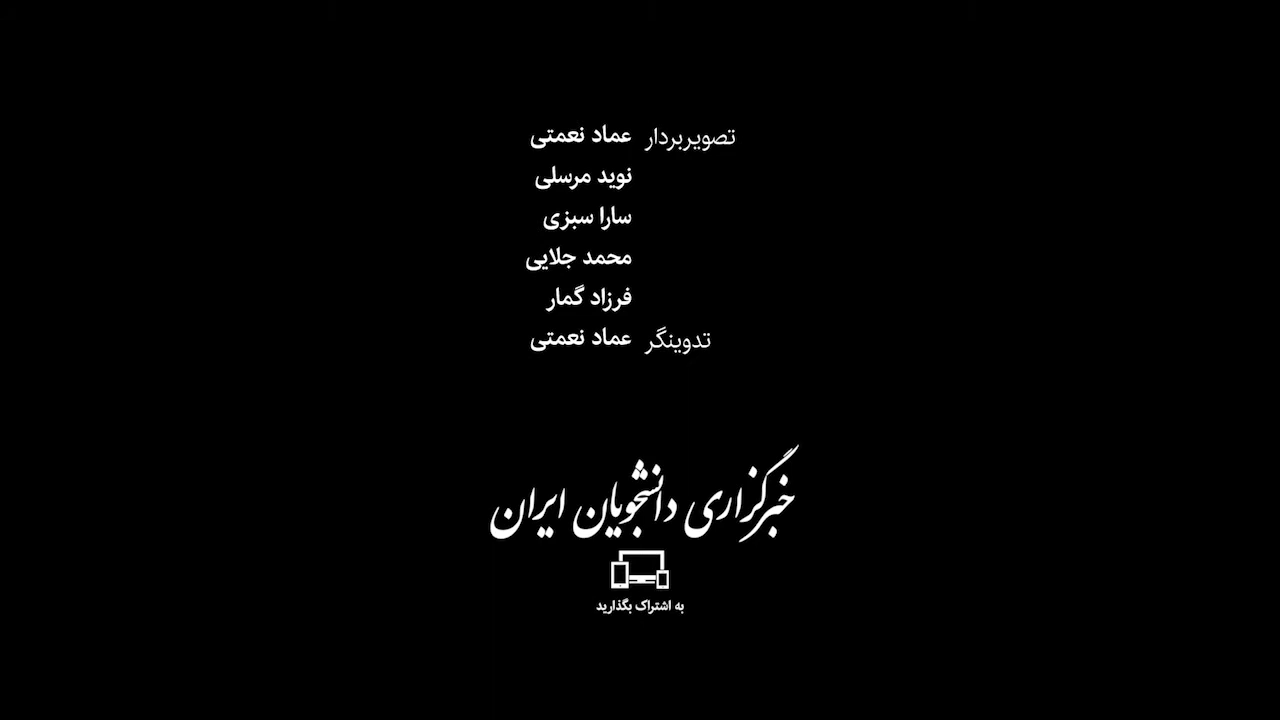 تصویربردار عماد نعمتی
نوید مرسلی
سارا سبزی
محمد جلایی
فرزاد گمار
تدوینگر عماد نعمتی
خبرگزاری دانشجویان ایران
به اشتراک بگذارید